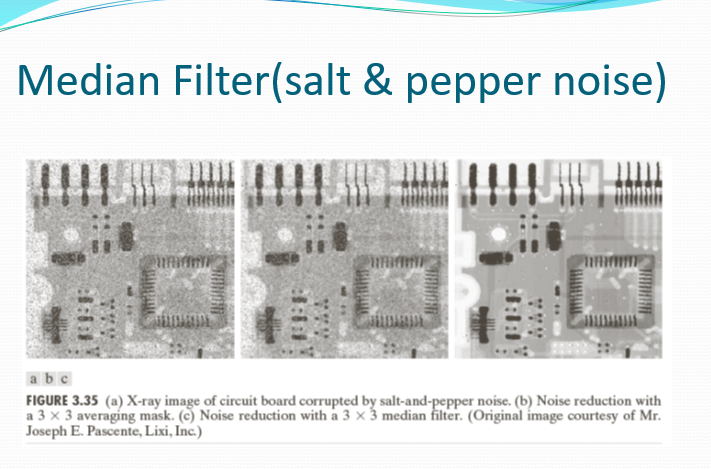 Median Filter(salt & pepper noise)
a b c
FIGURE 3.35 (a) X-ray image of circuit board corrupted by salt-and-pepper noise. (b) Noise reduction with
a 3 × 3 averaging mask. (c) Noise reduction with a 3 × 3 median filter. (Original image courtesy of Mr.
Joseph E. Pascente, Lixi, Inc.)